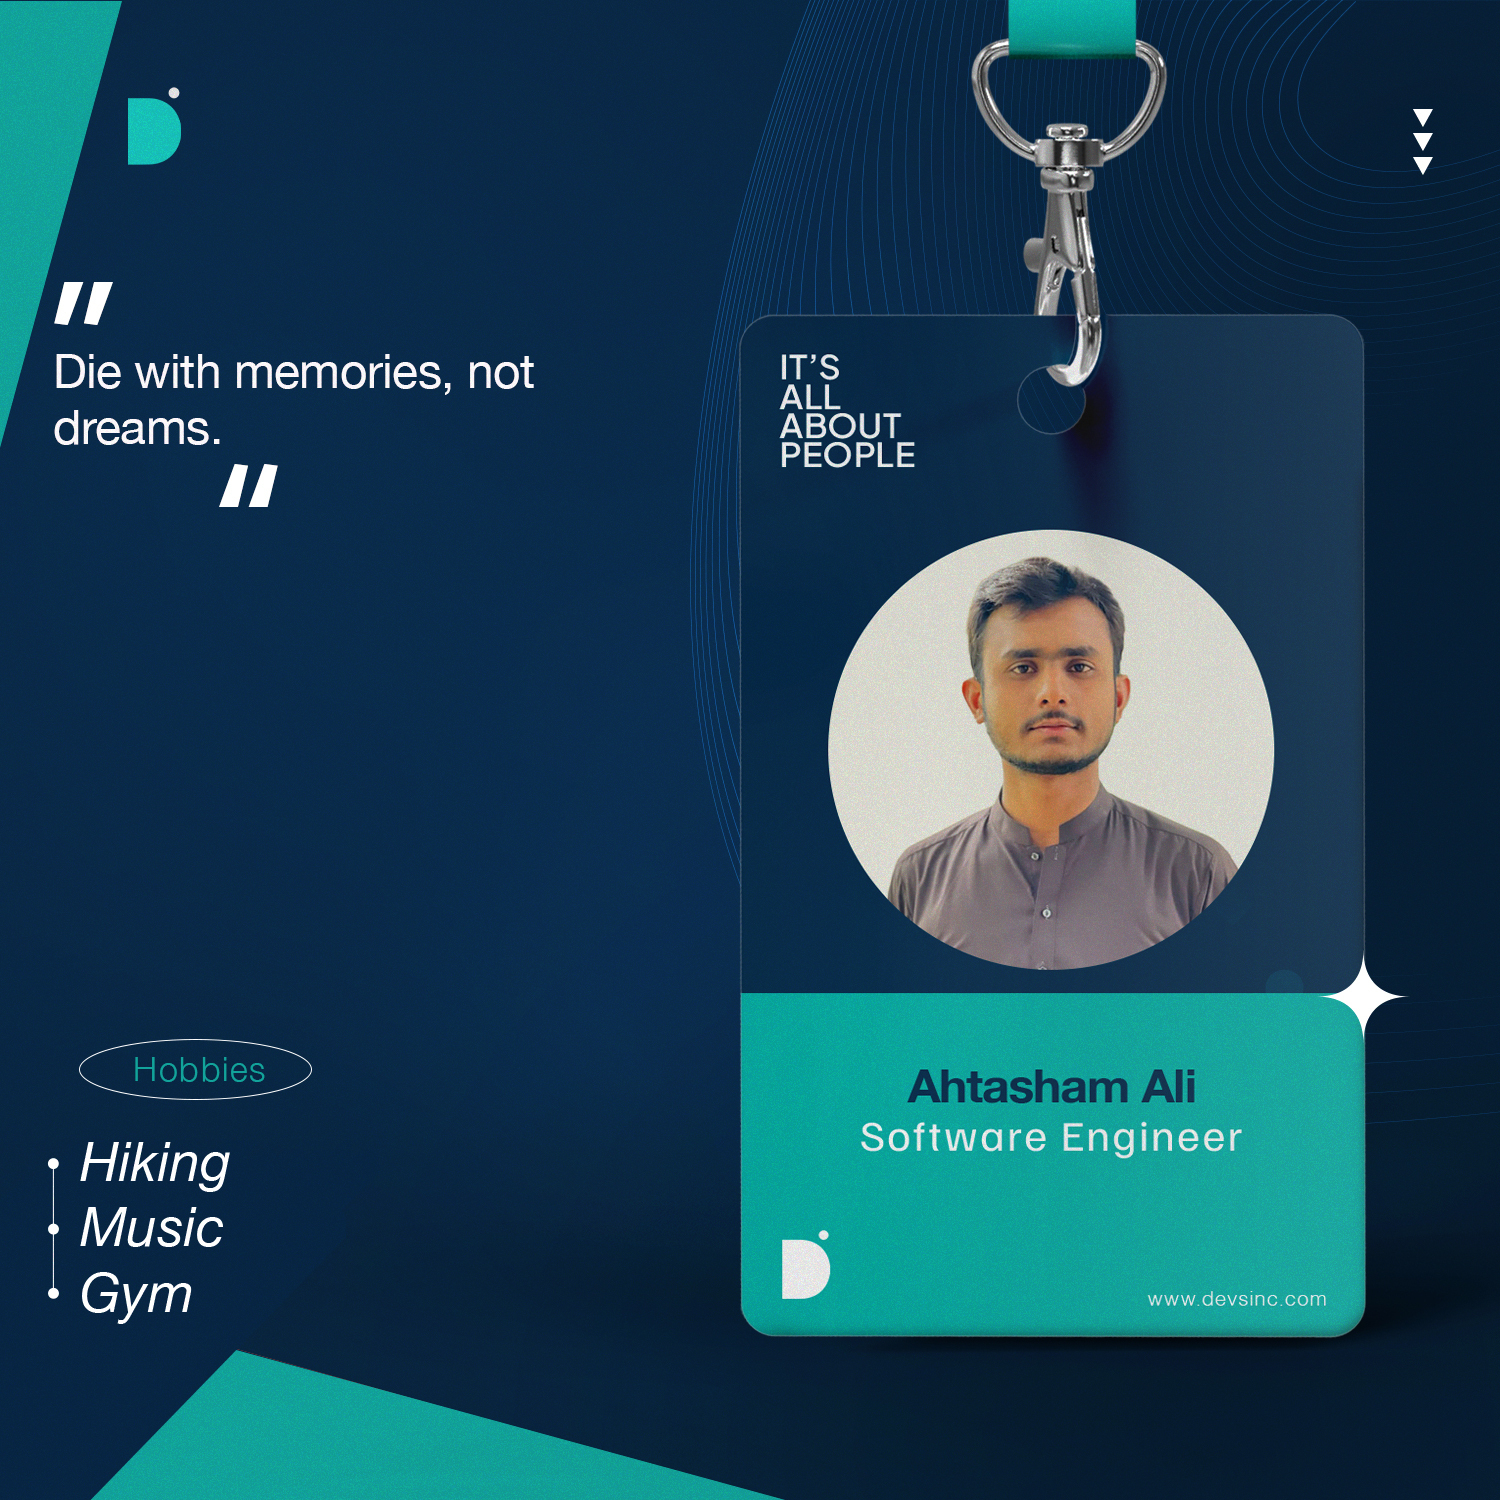 "
Die with memories, not
dreams.
"
IT'S
ALL
ABOUT
PEOPLE
Hobbies
Hiking
Music
Gym
Ahtasham Ali
Software Engineer
D
www.devsinc.com